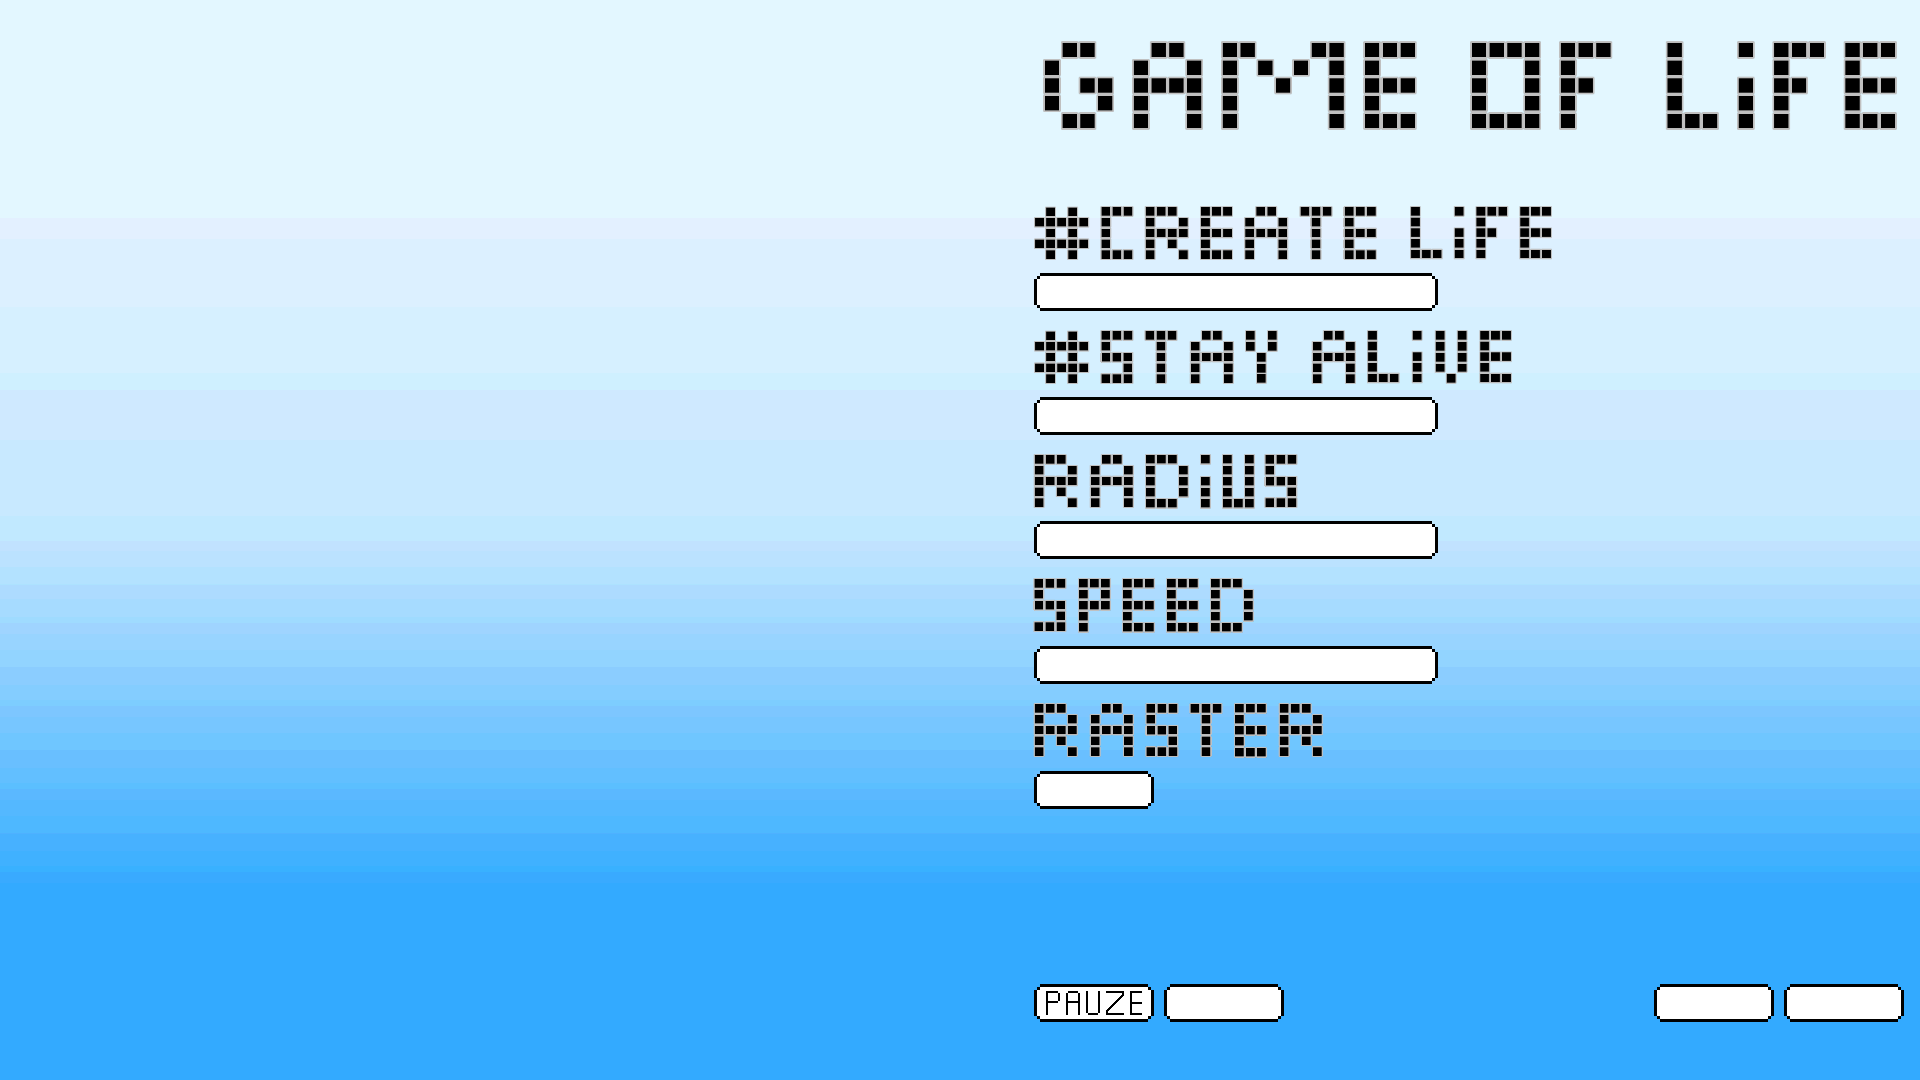 GAME OF LiFE
#CREATE LiFE
#STAY ALiVE
RADiUS
SPEED
RASTER
PAUZE